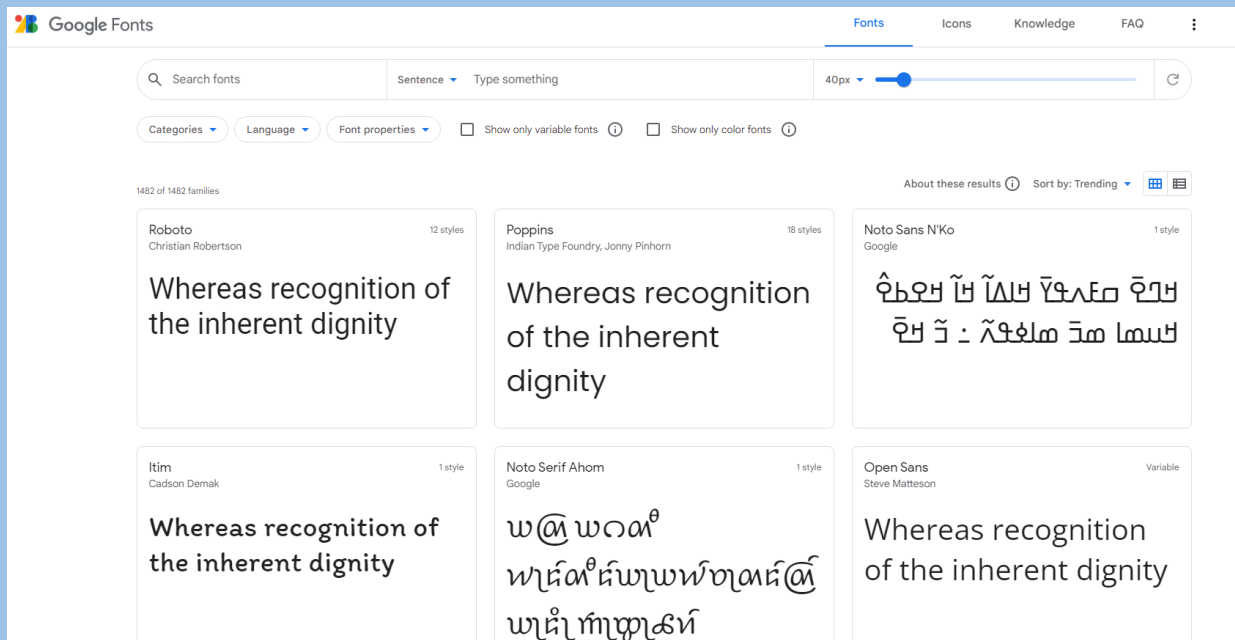 Google Fonts
Fonts
Icons
Knowledge
FAQ
Search fonts
Sentence
Type something
40px
Categories
Language
Font properties
Show only variable fonts
Show only color fonts
1482 of 1482 families
About these results
Sort by: Trending
Roboto
12 styles
Christian Robertson
Whereas recognition of
the inherent dignity
Poppins
18 styles
Indian Type Foundry, Jonny Pinhorn
Whereas recognition
of the inherent
dignity
Noto Sans N'Ko
1 style
Google
Itim
1 style
Cadson Demak
Whereas recognition of
the inherent dignity
Noto Serif Ahom
1 style
Google
Open Sans
Variable
Steve Matteson
Whereas recognition
of the inherent dignity